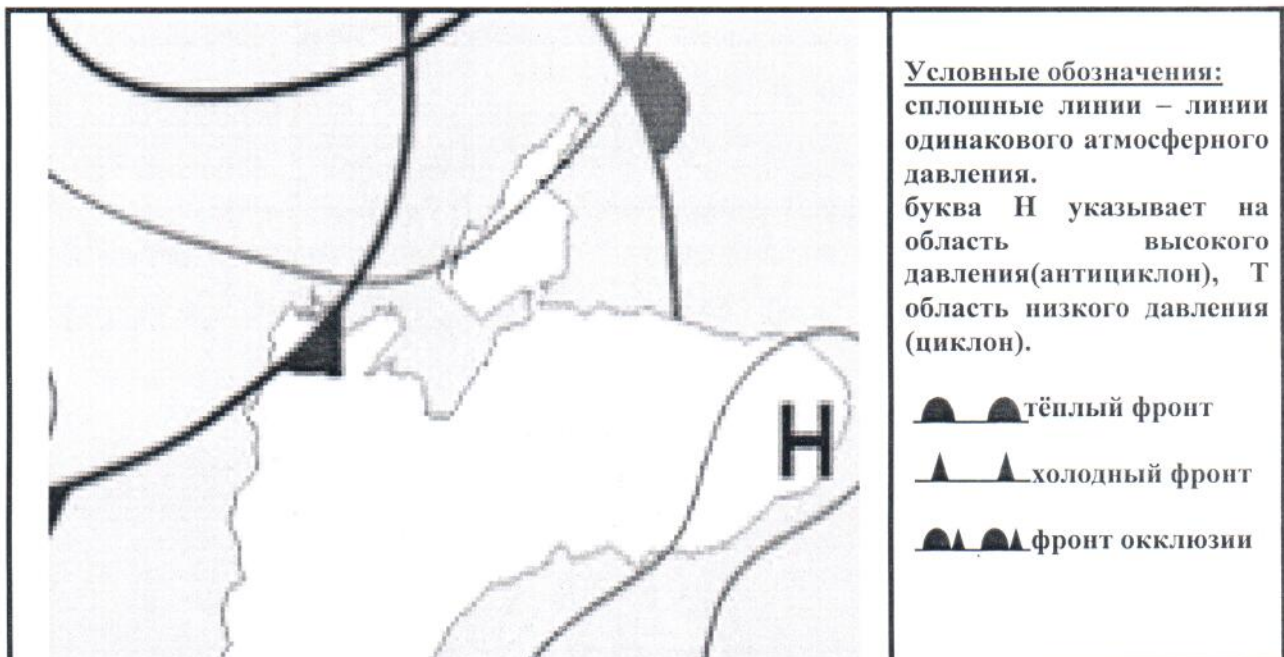 Н
Условные обозначения:
сплошные линии – линии
одинакового атмосферного
давления.
буква Н указывает на
область высокого
давления(антициклон), Т
область низкого давления
(циклон).
тёплый фронт
холодный фронт
фронт окклюзии